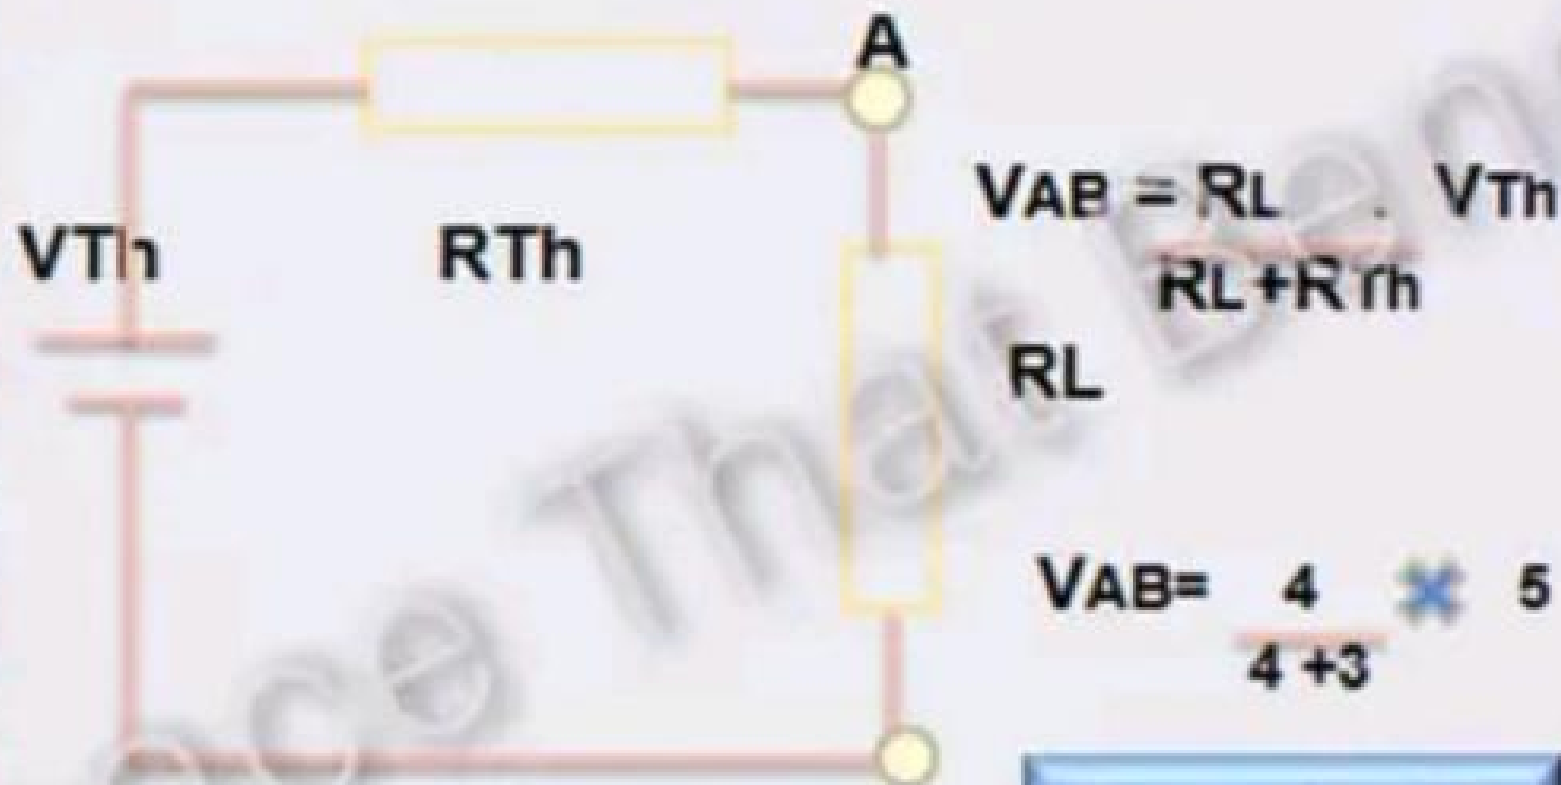 A
VTh
RTh
VAB = RL . VTh
RL+RTh
RL
VAB= 4 × 5
4 +3